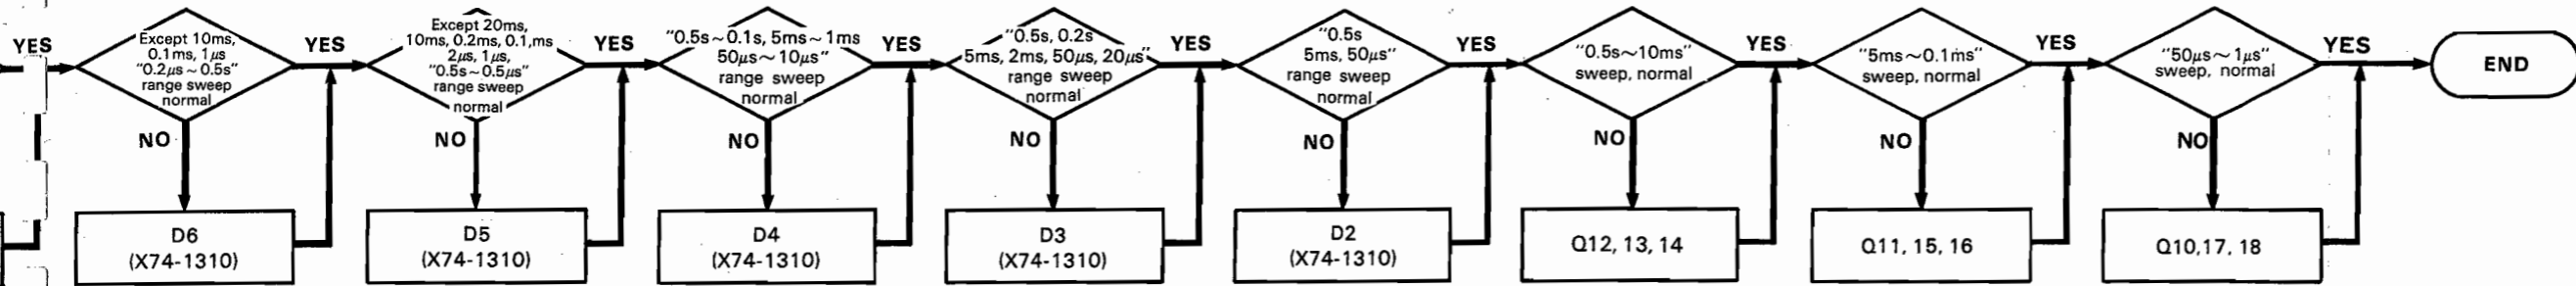 YES
Except 10ms,
0.1ms, 1μs
"0.2μs ~ 0.5s"
range sweep
normal
YES
NO
D6
(X74-1310)
Except 20ms,
10ms, 0.2ms, 0.1,ms
2μs, 1μs,
"0.5s ~ 0.5μs"
range sweep
normal
YES
NO
D5
(X74-1310)
"0.5s ~ 0.1s, 5ms ~ 1ms
50μs ~ 10μs"
range sweep
normal
YES
NO
D4
(X74-1310)
"0.5s, 0.2s
5ms, 2ms, 50μs, 20μs"
range sweep
normal
YES
NO
D3
(X74-1310)
"0.5s
5ms, 50μs"
range sweep
normal
YES
NO
D2
(X74-1310)
"0.5s~10ms"
sweep, normal
YES
NO
Q12, 13, 14
"5ms~0.1ms"
sweep, normal
YES
NO
Q11, 15, 16
"50μs~1μs"
sweep, normal
YES
NO
Q10,17, 18
END